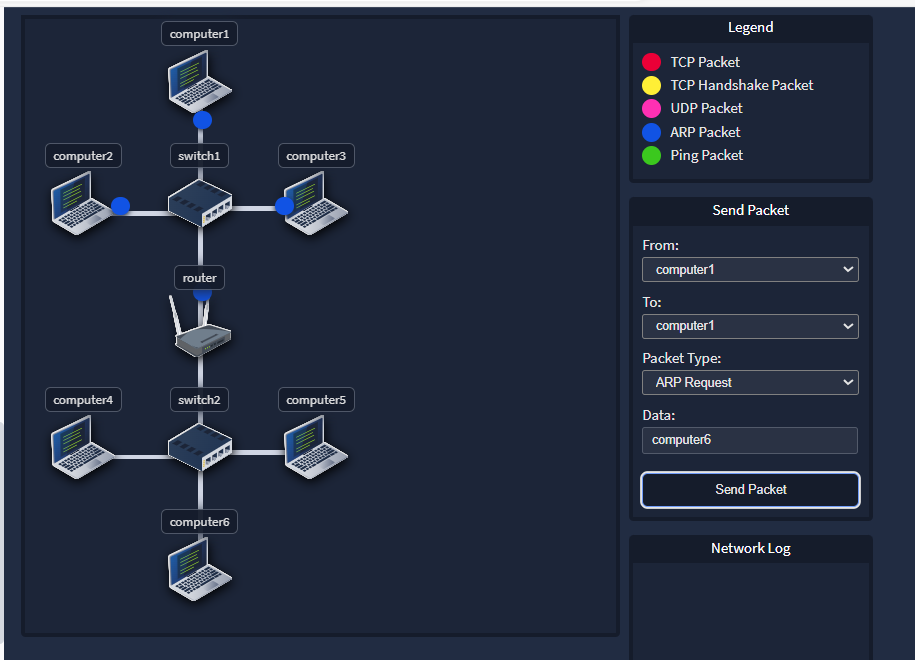 computer1
computer2
switch1
computer3
router
computer4
switch2
computer5
computer6
Legend
TCP Packet
TCP Handshake Packet
UDP Packet
ARP Packet
Ping Packet
Send Packet
From:
computer1
To:
computer1
Packet Type:
ARP Request
Data:
computer6
Send Packet
Network Log